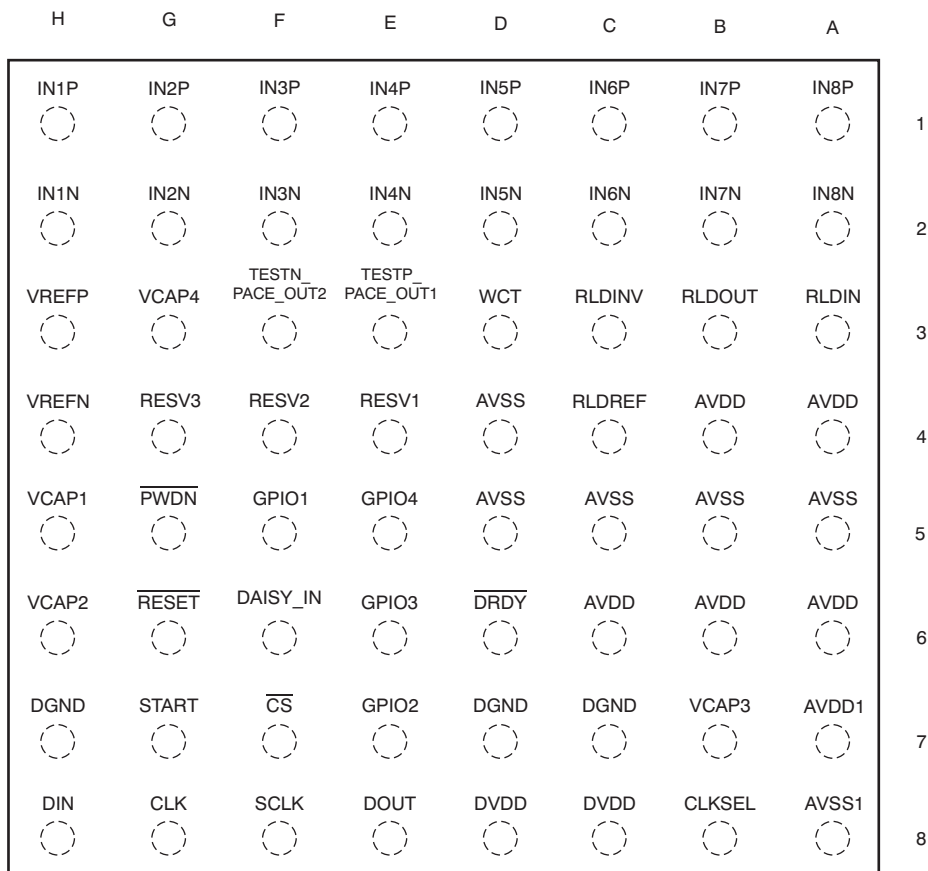 H G F E D C B A
IN1P IN2P IN3P IN4P IN5P IN6P IN7P IN8P
1
IN1N IN2N IN3N IN4N IN5N IN6N IN7N IN8N
2
TESTN_ TESTP_
VREFP VCAP4 PACE_OUT2 PACE_OUT1 WCT RLDINV RLDOUT RLDIN
3
VREFN RESV3 RESV2 RESV1 AVSS RLDREF AVDD AVDD
4
VCAP1 PWDN GPIO1 GPIO4 AVSS AVSS AVSS AVSS
5
VCAP2 RESET DAISY_IN GPIO3 DRDY AVDD AVDD AVDD
6
DGND START CS GPIO2 DGND DGND VCAP3 AVDD1
7
DIN CLK SCLK DOUT DVDD DVDD CLKSEL AVSS1
8